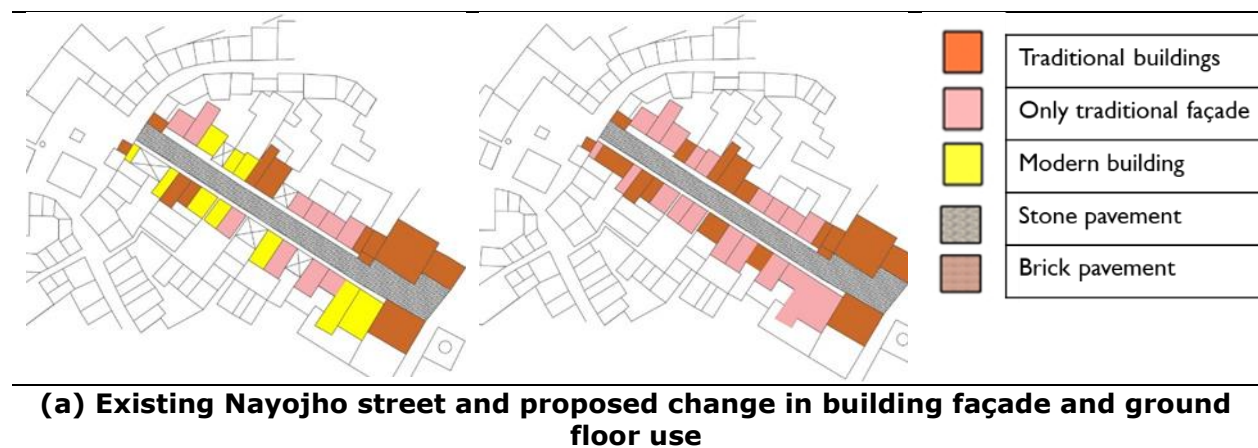 Traditional buildings
Only traditional façade
Modern building
Stone pavement
Brick pavement
(a) Existing Nayojho street and proposed change in building façade and ground
floor use